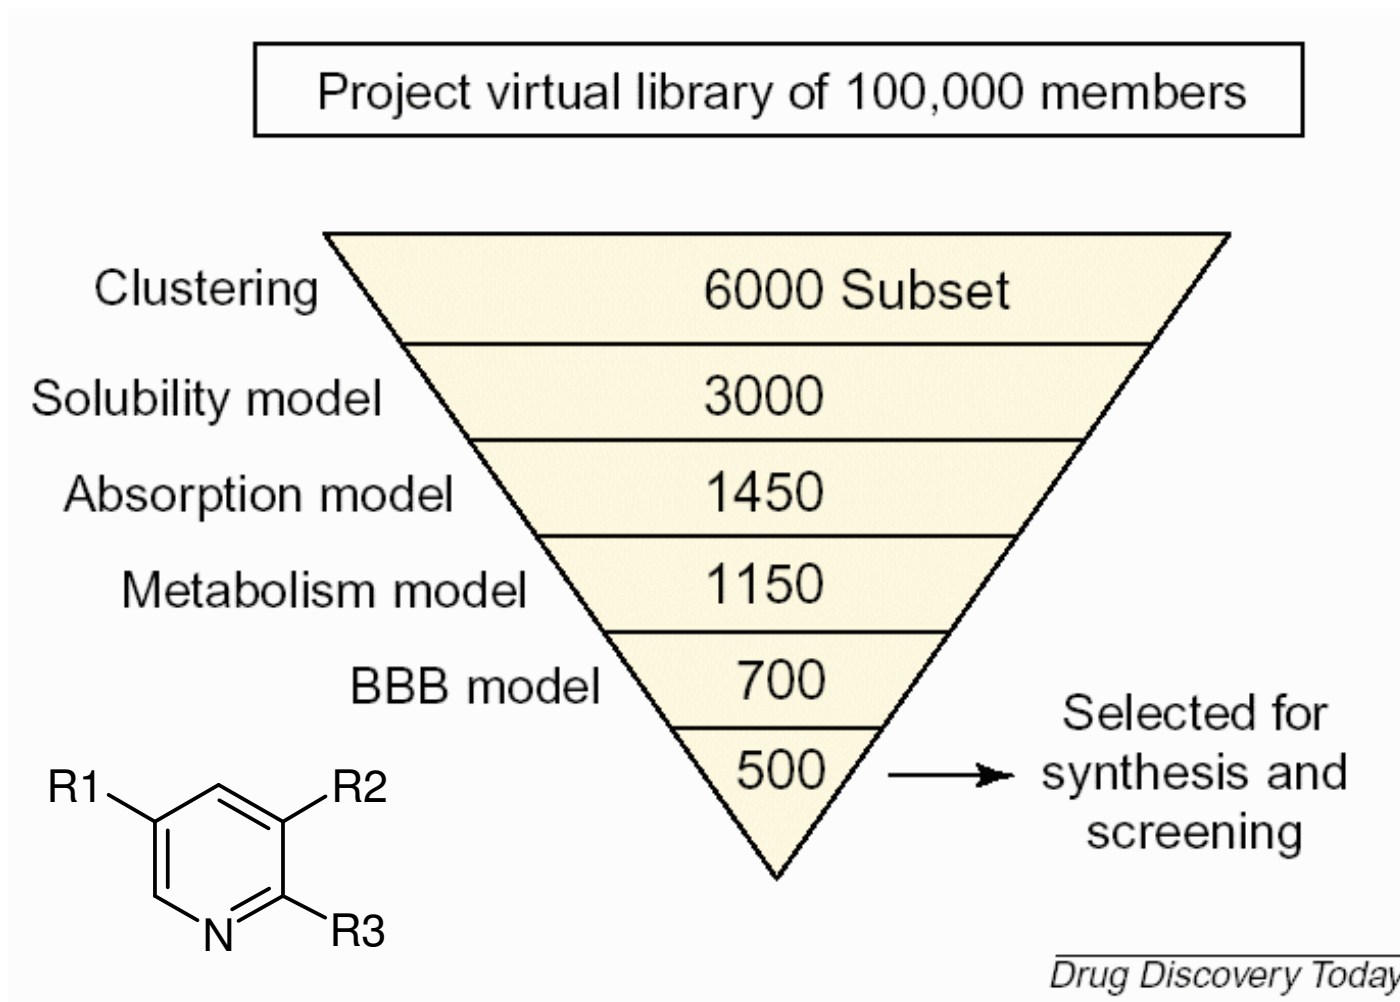 Project virtual library of 100,000 members
Clustering 6000 Subset
Solubility model 3000
Absorption model 1450
Metabolism model 1150
BBB model 700
500
Selected for
synthesis and
screening
R1 R2
N R3
Drug Discovery Today